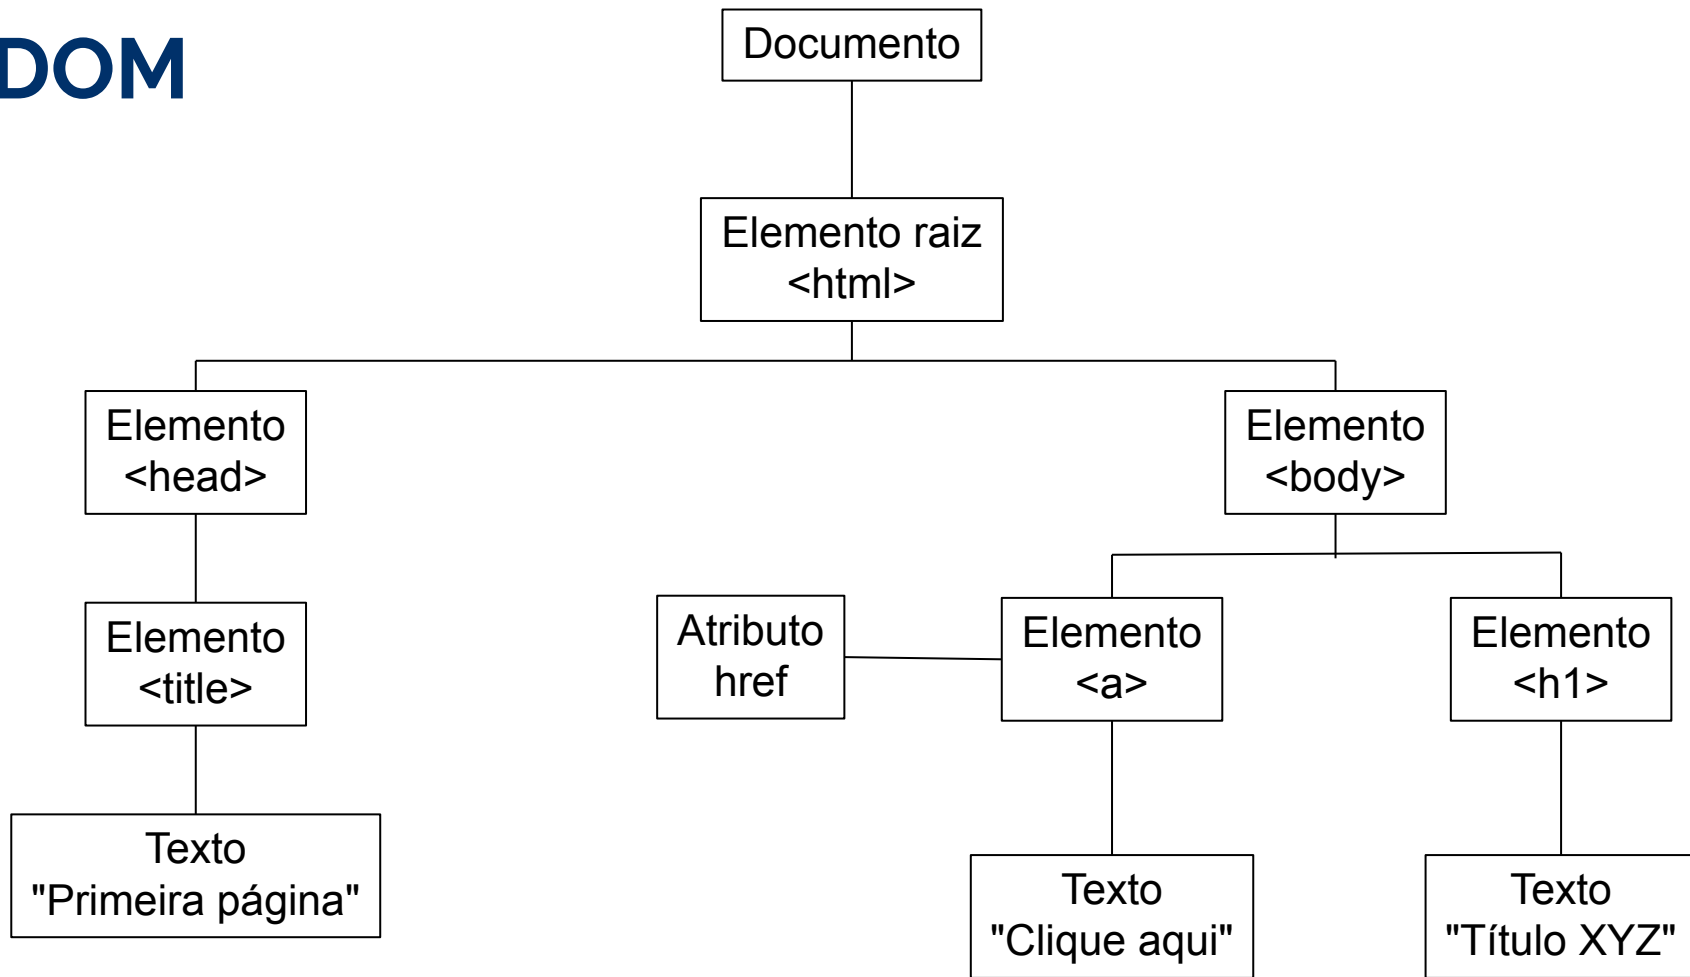 DOM
Documento
Elemento raiz
<html>
Elemento
<head>
Elemento
<body>
Elemento
<title>
Atributo
href
Elemento
<a>
Elemento
<h1>
Texto
"Primeira página"
Texto
"Clique aqui"
Texto
"Título XYZ"